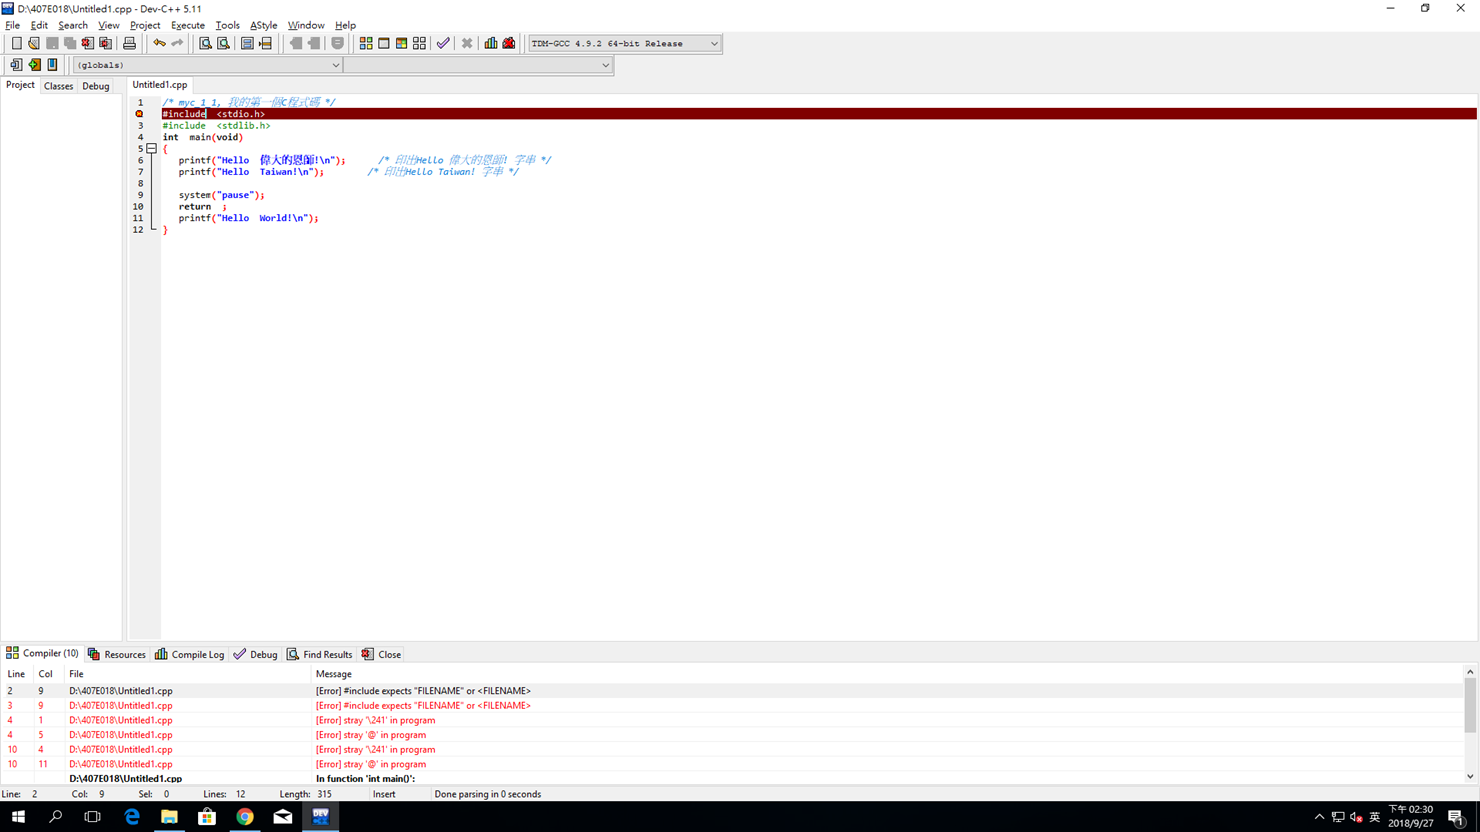 D:\407E018\Untitled1.cpp - Dev-C++ 5.11
File Edit Search View Project Execute Tools AStyle Window Help
TDM-GCC 4.9.2 64-bit Release
(globals)
Project Classes Debug Untitled1.cpp
1 /* myc_1_1, 我的第一個C程式碼 */
#include <stdio.h>
3 #include <stdlib.h>
4 int main(void)
5 {
6 printf("Hello 偉大的恩師!\n"); /* 印出Hello 偉大的恩師! 字串 */
7 printf("Hello Taiwan!\n"); /* 印出Hello Taiwan! 字串 */
8
9 system("pause");
10 return ;
11 printf("Hello World!\n");
12 }
Compiler (10) Resources Compile Log Debug Find Results Close
Line Col File Message
2 9 D:\407E018\Untitled1.cpp [Error] #include expects "FILENAME" or <FILENAME>
3 9 D:\407E018\Untitled1.cpp [Error] #include expects "FILENAME" or <FILENAME>
4 1 D:\407E018\Untitled1.cpp [Error] stray '\241' in program
4 5 D:\407E018\Untitled1.cpp [Error] stray '@' in program
10 4 D:\407E018\Untitled1.cpp [Error] stray '\241' in program
10 11 D:\407E018\Untitled1.cpp [Error] stray '@' in program
D:\407E018\Untitled1.cpp In function 'int main()':
Line: 2 Col: 9 Sel: 0 Lines: 12 Length: 315 Insert Done parsing in 0 seconds
DEV
英
下午 02:30
2018/9/27
1